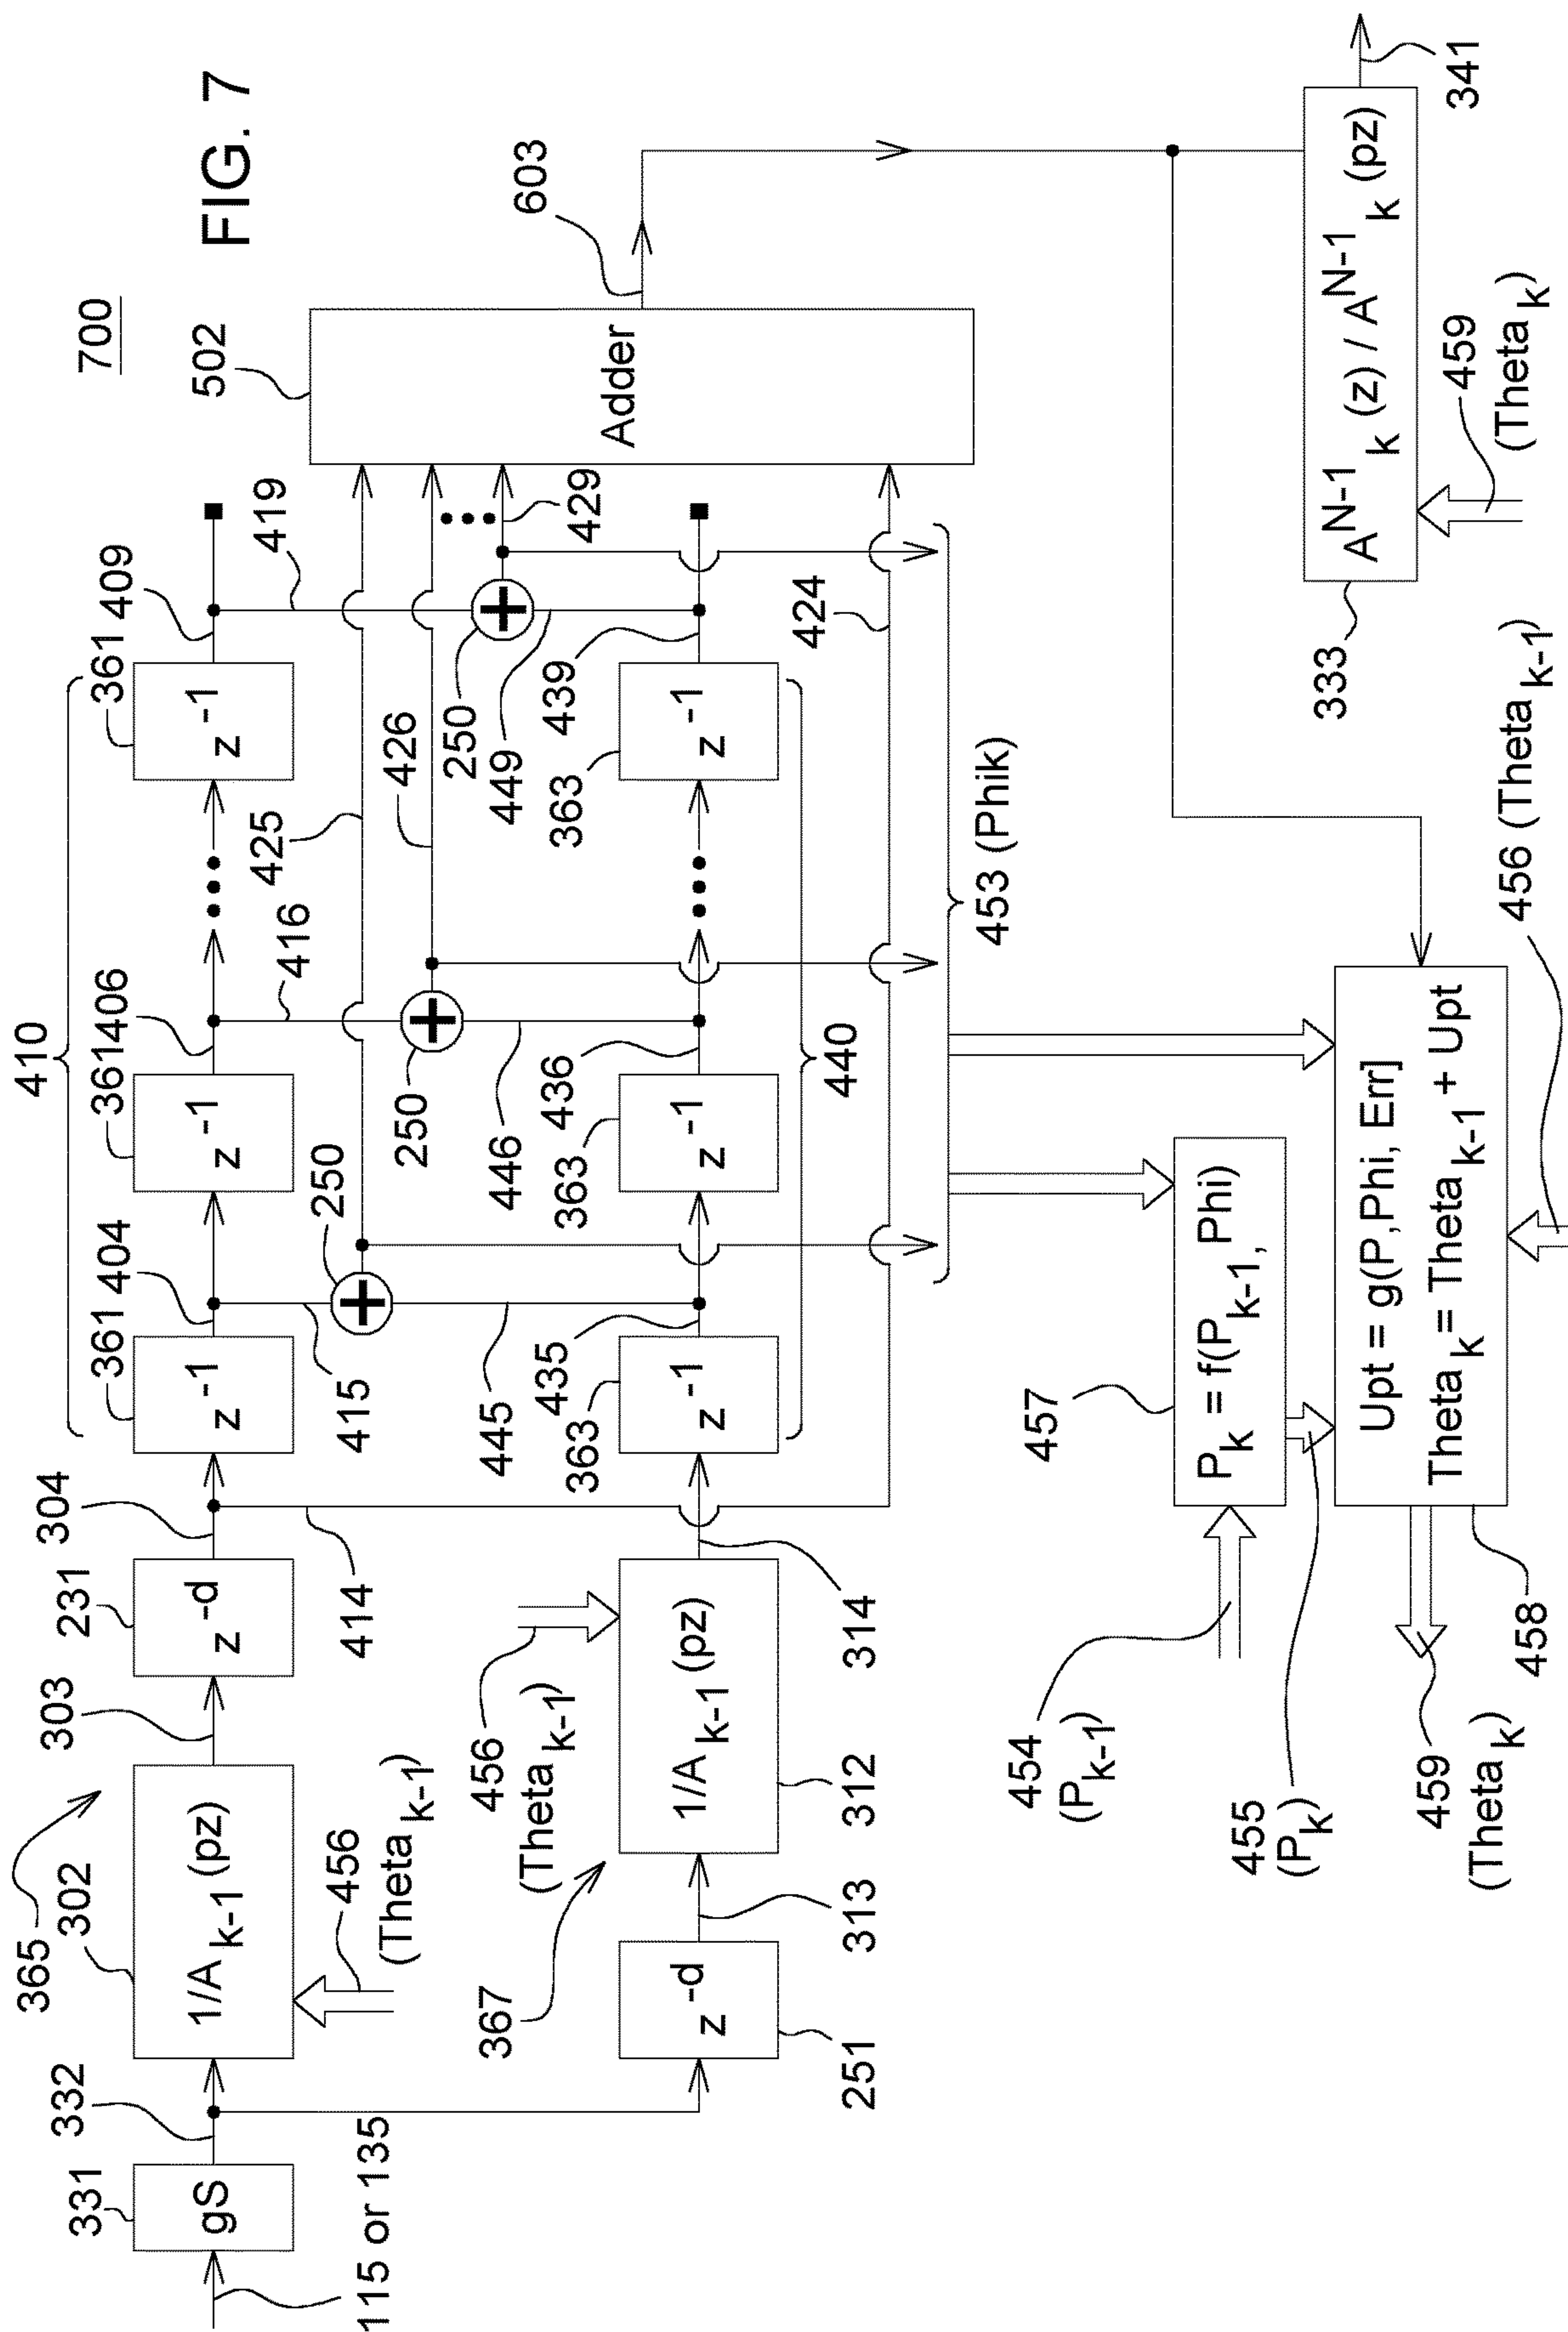 FIG. 7
700
410
365
367
331
gS
115 or 135
332
302
1/A k-1 (pz)
456
(Theta k-1)
303
231
z -d
304
414
361
z -1
404
415
250
361
z -1
406
416
425
426
361
z -1
409
419
502
Adder
603
251
z -d
313
312
1/A k-1 (pz)
456
(Theta k-1)
314
363
z -1
435
445
250
363
z -1
436
446
440
363
z -1
439
449
250
429
424
453 (Phik)
454
(P k-1)
457
P k = f(P k-1, Phi)
455
(P k)
458
Upt = g(P,Phi, Err]
Theta k = Theta k-1 + Upt
459
(Theta k)
456 (Theta k-1)
333
A N-1 k (z) / A N-1 k (pz)
341
459
(Theta k)